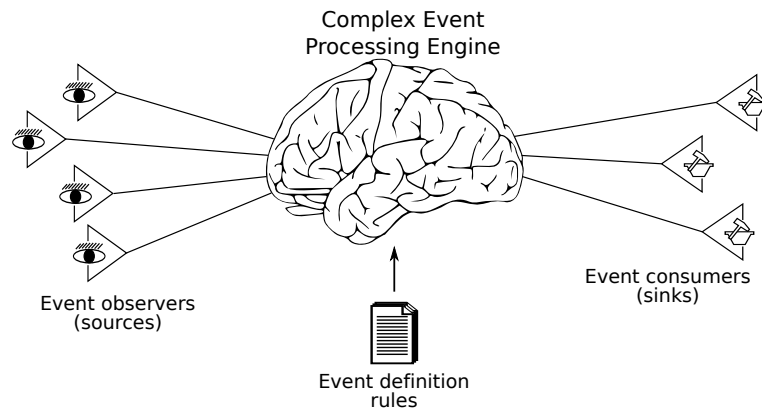 Complex Event
Processing Engine
Event observers
(sources)
Event consumers
(sinks)
Event definition
rules